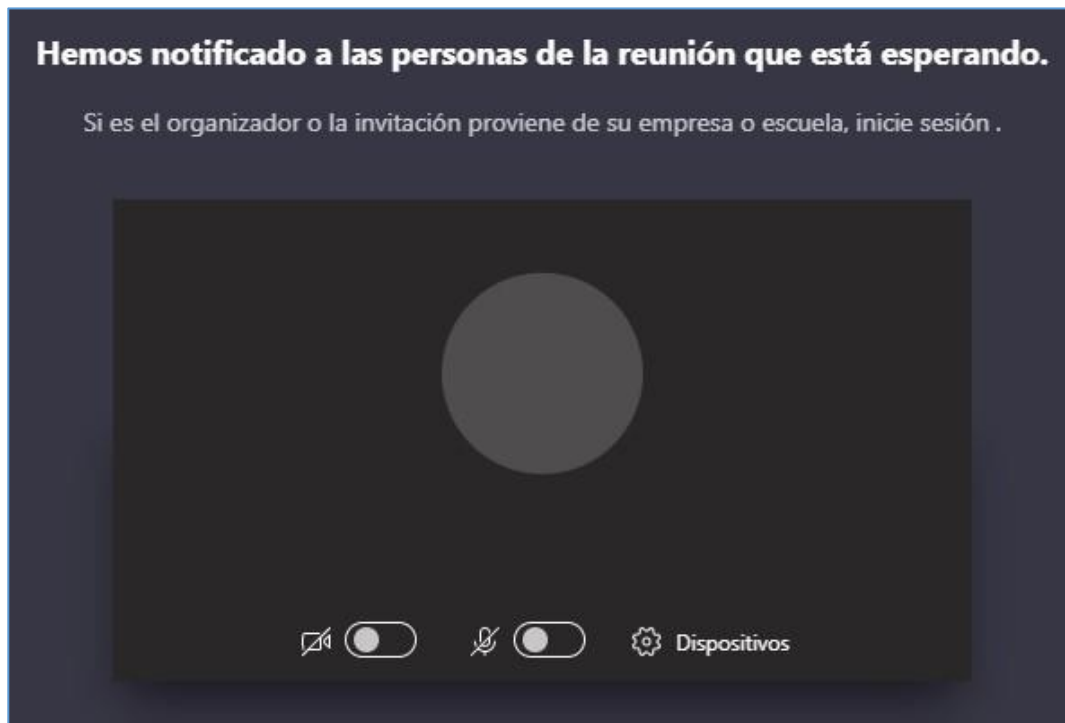 Hemos notificado a las personas de la reunión que está esperando.
Si es el organizador o la invitación proviene de su empresa o escuela, inicie sesión .
Dispositivos